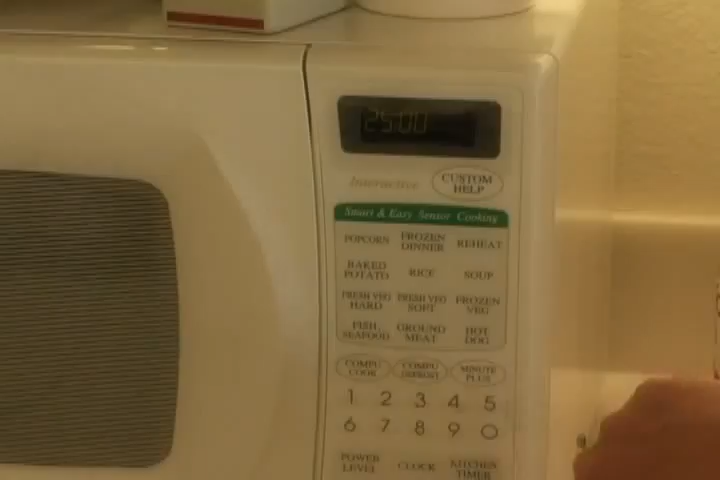 25:00
Interactive
CUSTOM
HELP
Smart & Easy Sensor Cooking
POPCORN
FROZEN
DINNER
REHEAT
BAKED
POTATO
RICE
SOUP
FRESH VEG
HARD
FRESH VEG
SOFT
FROZEN
VEG
FISH,
SEAFOOD
GROUND
MEAT
HOT
DOG
COMPU
COOK
COMPU
DEFROST
MINUTE
PLUS
1 2 3 4 5
6 7 8 9 0
POWER
LEVEL
CLOCK
KITCHEN
TIMER